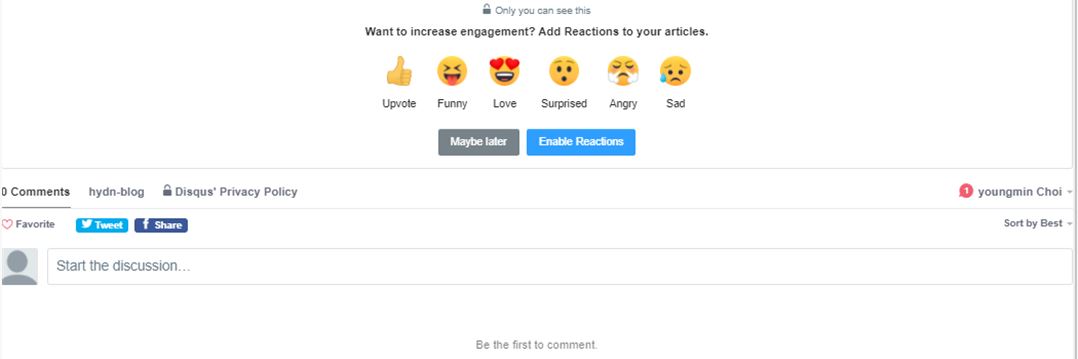 Only you can see this
Want to increase engagement? Add Reactions to your articles.
Upvote Funny Love Surprised Angry Sad
Maybe later Enable Reactions
0 Comments hydn-blog Disqus' Privacy Policy 1 youngmin Choi
Favorite Tweet f Share Sort by Best
Start the discussion...
Be the first to comment.